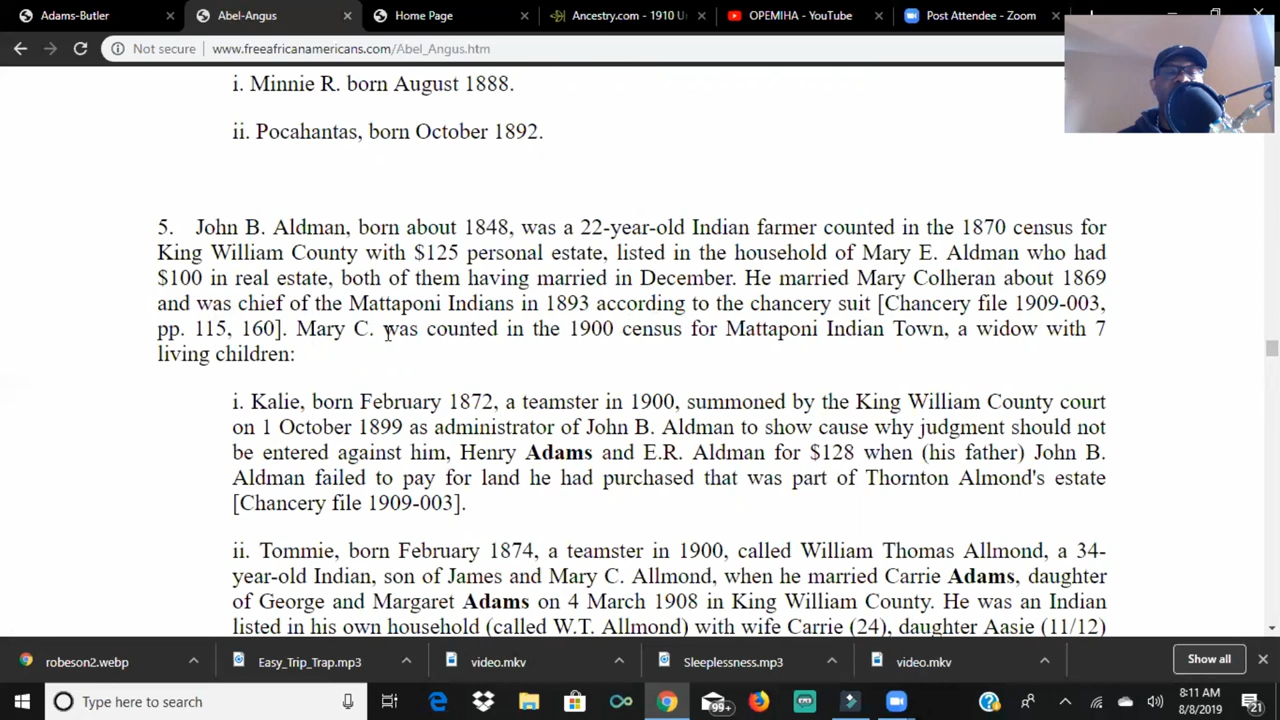 Adams-Butler
Abel-Angus
Home Page
Ancestry.com - 1910 U
OPEMIHA - YouTube
Post Attendee - Zoom
Not secure
www.freeafricanamericans.com/Abel_Angus.htm
i. Minnie R. born August 1888.
ii. Pocahantas, born October 1892.
5. John B. Aldman, born about 1848, was a 22-year-old Indian farmer counted in the 1870 census for
King William County with $125 personal estate, listed in the household of Mary E. Aldman who had
$100 in real estate, both of them having married in December. He married Mary Colheran about 1869
and was chief of the Mattaponi Indians in 1893 according to the chancery suit [Chancery file 1909-003,
pp. 115, 160]. Mary C. was counted in the 1900 census for Mattaponi Indian Town, a widow with 7
living children:
i. Kalie, born February 1872, a teamster in 1900, summoned by the King William County court
on 1 October 1899 as administrator of John B. Aldman to show cause why judgment should not
be entered against him, Henry Adams and E.R. Aldman for $128 when (his father) John B.
Aldman failed to pay for land he had purchased that was part of Thornton Almond's estate
[Chancery file 1909-003].
ii. Tommie, born February 1874, a teamster in 1900, called William Thomas Allmond, a 34-
year-old Indian, son of James and Mary C. Allmond, when he married Carrie Adams, daughter
of George and Margaret Adams on 4 March 1908 in King William County. He was an Indian
listed in his own household (called W.T. Allmond) with wife Carrie (24), daughter Aasie (11/12)
robeson2.webp
Easy_Trip_Trap.mp3
video.mkv
Sleeplessness.mp3
video.mkv
Show all
Type here to search
99+
8:11 AM
8/8/2019
21